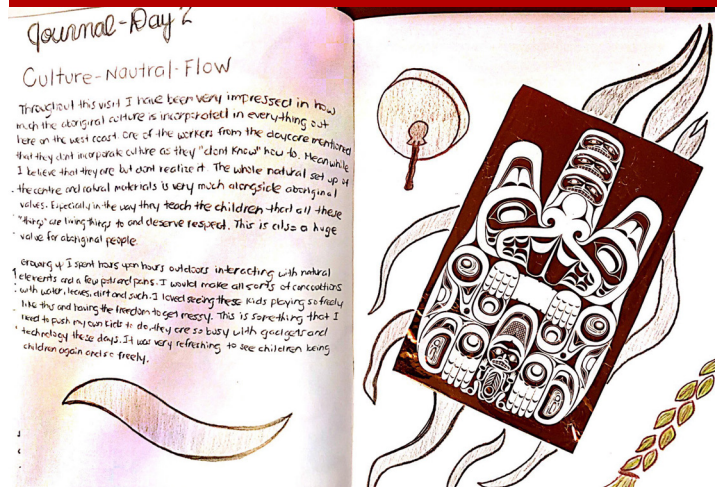 Journal-Day 2
Culture-Nautral-Flow
Throughout this visit I have been very impressed in how
much the aboriginal culture is incorporated in everything out
here on the west coast. One of the workers from the daycare mentioned
that they dont incorporate culture as they "dont know" how to. Meanwhile
I believe that they are but dont realize it. The whole natural set up of
the centre and natural materials is very much alongside aboriginal
values. Especially in the way they teach the children that all these
"things" are living things to and deserve respect. This is also a huge
value for aboriginal people.
Growing up I spent hours upon hours outdoors interacting with natural
elements and a few pots and pans. I would make all sorts of concoctions
with water, leaves, dirt and such. I loved seeing these kids playing so freely
like this and having the freedom to get messy. This is something that I
need to push my own kids to do, they are so busy with gadgets and
technology these days. It was very refreshing to see children being
children again and so freely.